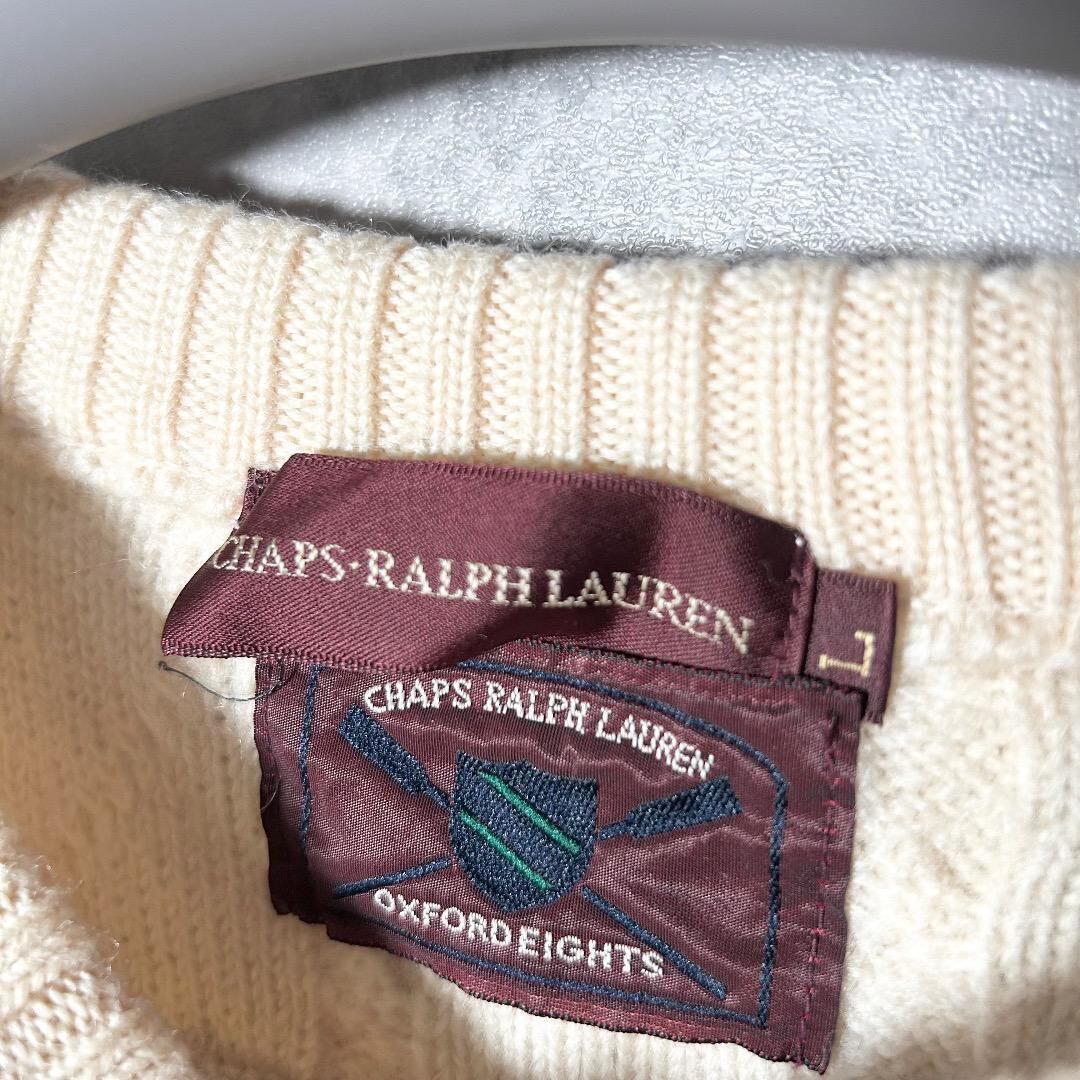 CHAPS·RALPH LAUREN
L
CHAPS RALPH LAUREN
OXFORD EIGHTS